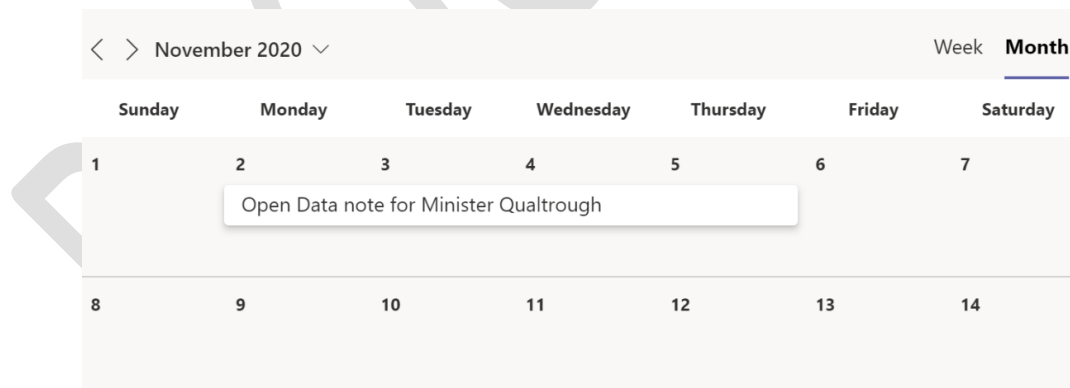 November 2020
Week Month
Sunday Monday Tuesday Wednesday Thursday Friday Saturday
1 2 3 4 5 6 7
Open Data note for Minister Qualtrough
8 9 10 11 12 13 14